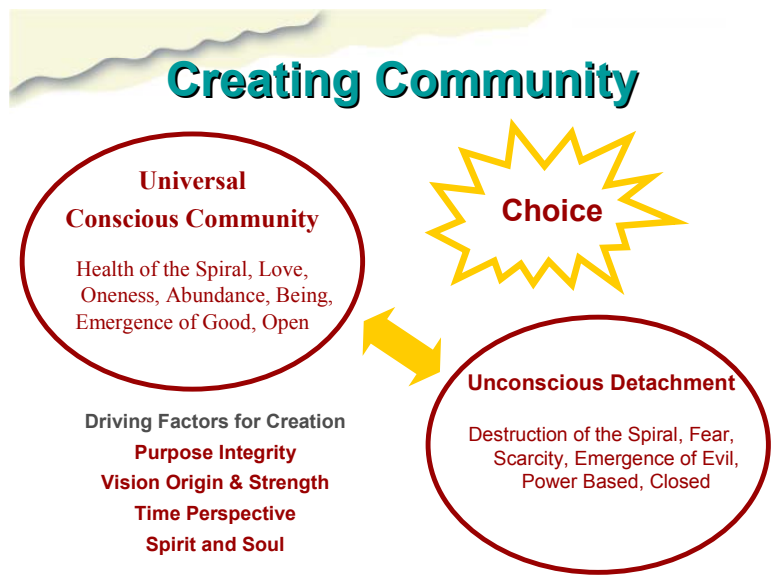 Creating Community
Universal
Conscious Community
Health of the Spiral, Love,
Oneness, Abundance, Being,
Emergence of Good, Open
Choice
Unconscious Detachment
Destruction of the Spiral, Fear,
Scarcity, Emergence of Evil,
Power Based, Closed
Driving Factors for Creation
Purpose Integrity
Vision Origin & Strength
Time Perspective
Spirit and Soul